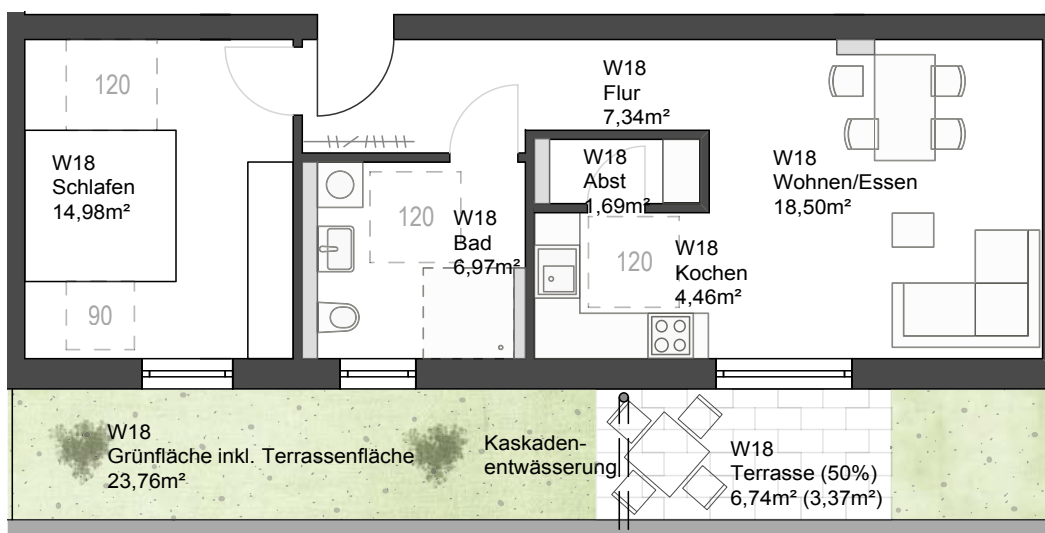 120
W18
Schlafen
14,98m²
90
W18
Flur
7,34m²
120
W18
Bad
6,97m²
W18
Abst
1,69m²
120
W18
Kochen
4,46m²
W18
Wohnen/Essen
18,50m²
W18
Grünfläche inkl. Terrassenfläche
23,76m²
Kaskaden-
entwässerung
W18
Terrasse (50%)
6,74m² (3,37m²)